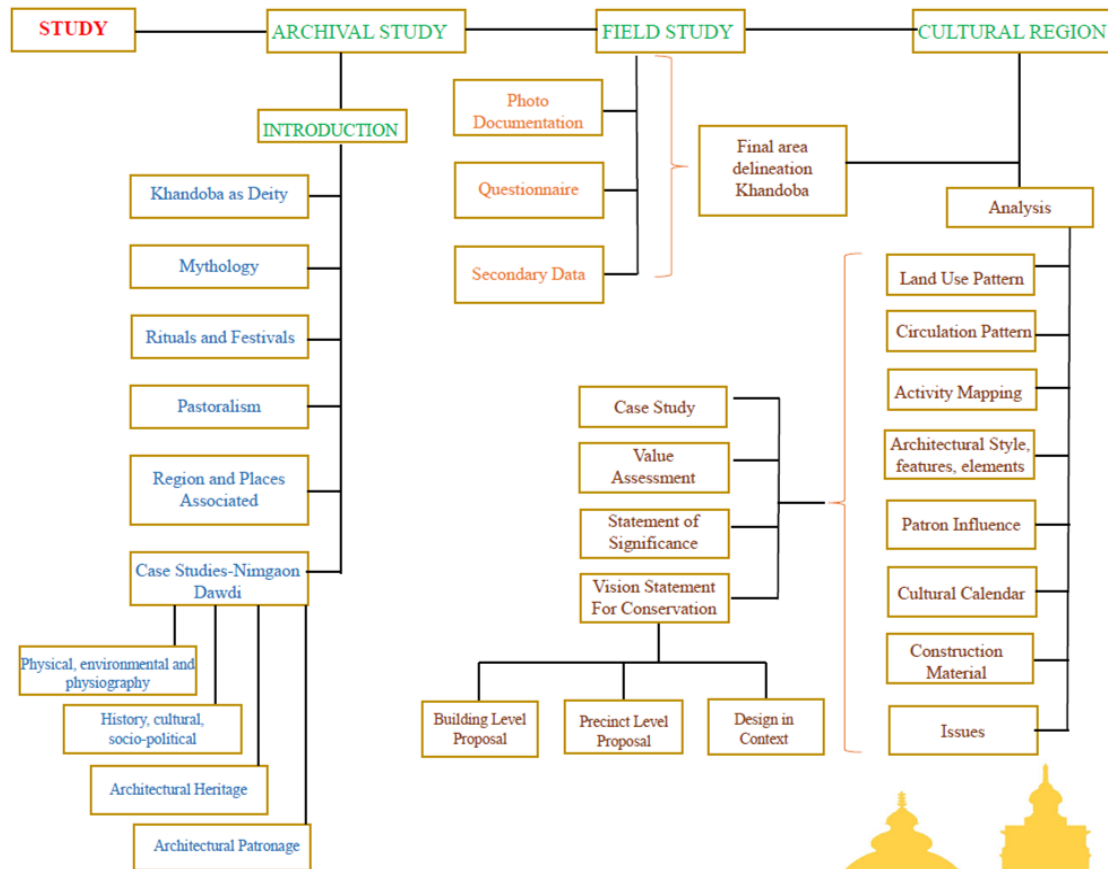 STUDY
ARCHIVAL STUDY
FIELD STUDY
CULTURAL REGION
INTRODUCTION
Khandoba as Deity
Mythology
Rituals and Festivals
Pastoralism
Region and Places
Associated
Case Studies-Nimgaon
Dawdi
Physical, environmental and
physiography
History, cultural,
socio-political
Architectural Heritage
Architectural Patronage
Photo
Documentation
Questionnaire
Secondary Data
Final area
delineation
Khandoba
Analysis
Land Use Pattern
Circulation Pattern
Activity Mapping
Architectural Style,
features, elements
Patron Influence
Cultural Calendar
Construction
Material
Issues
Case Study
Value
Assessment
Statement of
Significance
Vision Statement
For Conservation
Building Level
Proposal
Precinct Level
Proposal
Design in
Context